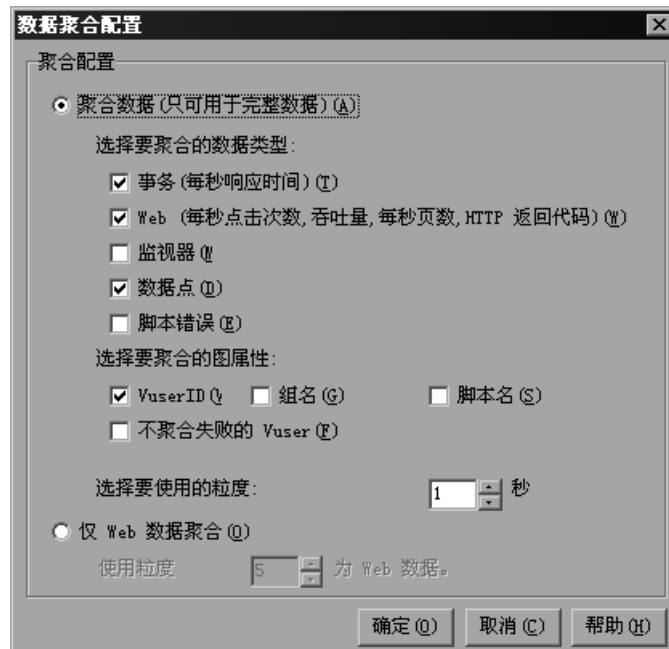 数据聚合配置
聚合配置
聚合数据(只可用于完整数据)(A)
选择要聚合的数据类型:
事务(每秒响应时间)(T)
Web (每秒点击次数,吞吐量,每秒页数,HTTP 返回代码)(W)
监视器(
数据点(D)
脚本错误(E)
选择要聚合的图属性:
VuserID( 组名(G) 脚本名(S)
不聚合失败的 Vuser(F)
选择要使用的粒度: 1 秒
仅 Web 数据聚合(O)
使用粒度 5 为 Web 数据。
确定(O) 取消(C) 帮助(H)